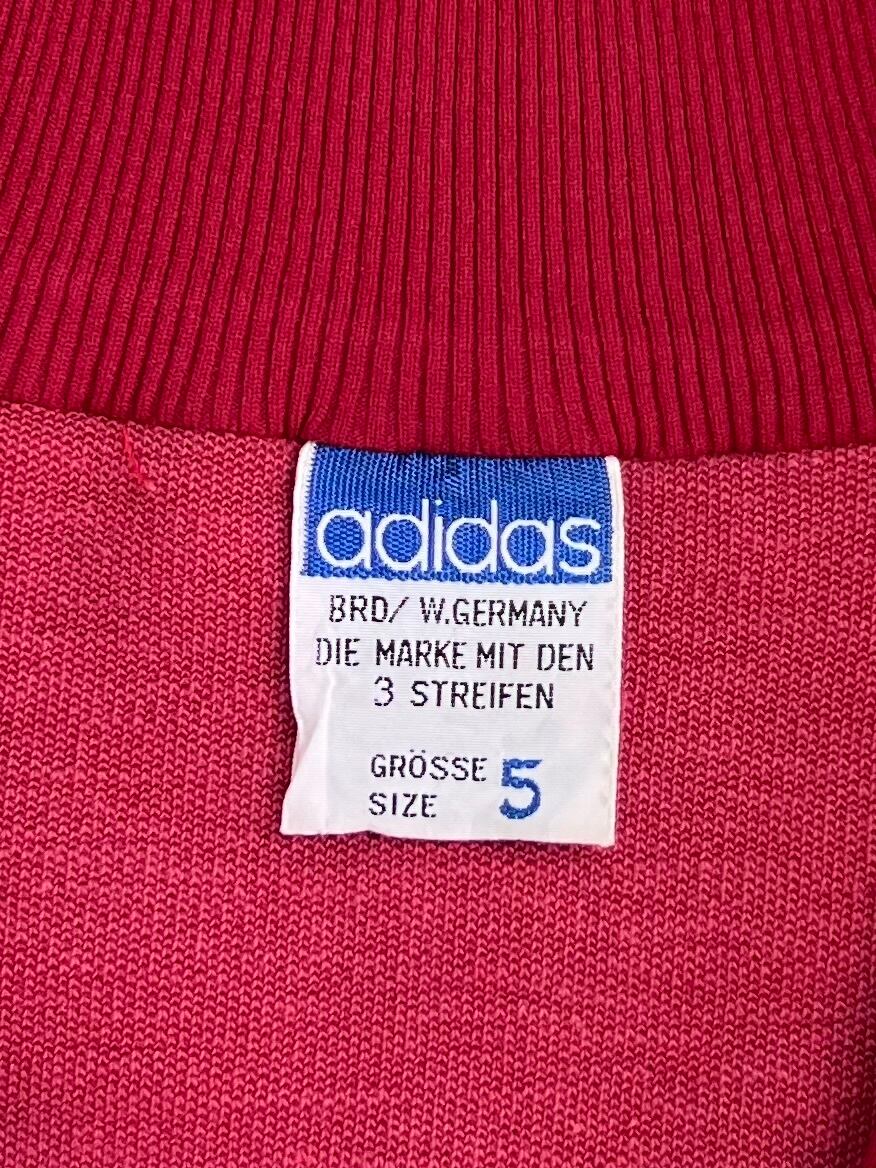 adidas
BRD/ W.GERMANY
DIE MARKE MIT DEN
3 STREIFEN
GRÖSSE 5
SIZE